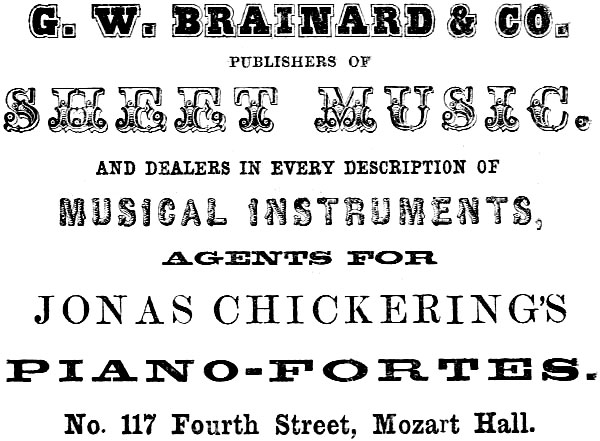 G. W. BRAINARD & CO.
PUBLISHERS OF
SHEET MUSIC.
AND DEALERS IN EVERY DESCRIPTION OF
MUSICAL INSTRUMENTS,
AGENTS FOR
JONAS CHICKERING'S
PIANO-FORTES.
No. 117 Fourth Street, Mozart Hall.